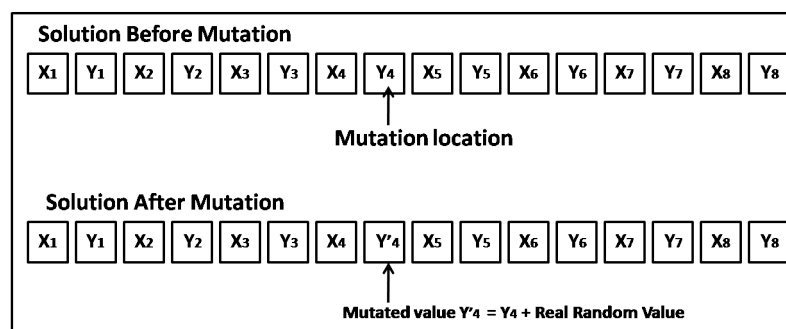 Solution Before Mutation
X1 Y1 X2 Y2 X3 Y3 X4 Y4 X5 Y5 X6 Y6 X7 Y7 X8 Y8
Mutation location
Solution After Mutation
X1 Y1 X2 Y2 X3 Y3 X4 Y'4 X5 Y5 X6 Y6 X7 Y7 X8 Y8
Mutated value Y'4 = Y4 + Real Random Value